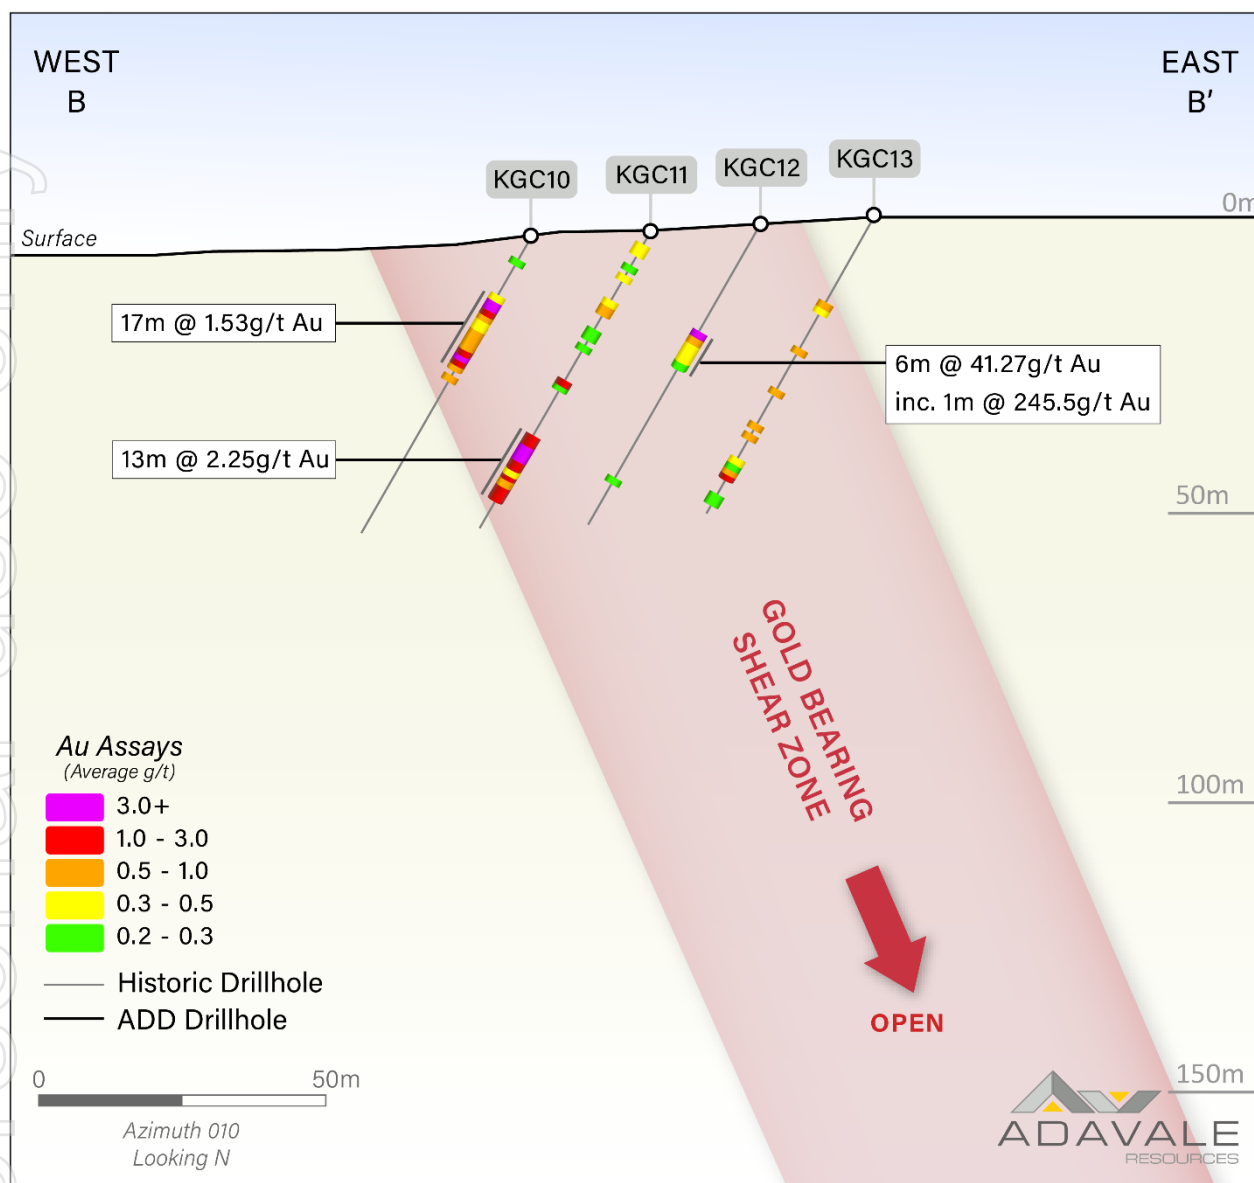 WEST
B
EAST
B'
KGC10
KGC11
KGC12
KGC13
0m
Surface
17m @ 1.53g/t Au
6m @ 41.27g/t Au
inc. 1m @ 245.5g/t Au
13m @ 2.25g/t Au
50m
GOLD BEARING
SHEAR ZONE
Au Assays
(Average g/t)
3.0+
1.0 - 3.0
0.5 - 1.0
0.3 - 0.5
0.2 - 0.3
100m
Historic Drillhole
ADD Drillhole
OPEN
0
50m
150m
Azimuth 010
Looking N
ADAVALE
RESOURCES